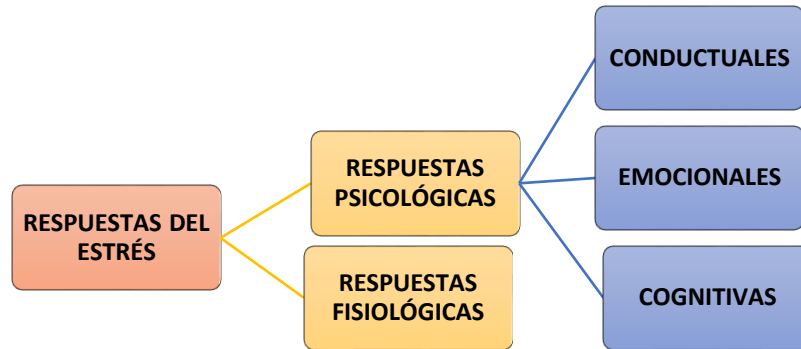 RESPUESTAS DEL
ESTRÉS
RESPUESTAS
PSICOLÓGICAS
RESPUESTAS
FISIOLÓGICAS
CONDUCTUALES
EMOCIONALES
COGNITIVAS